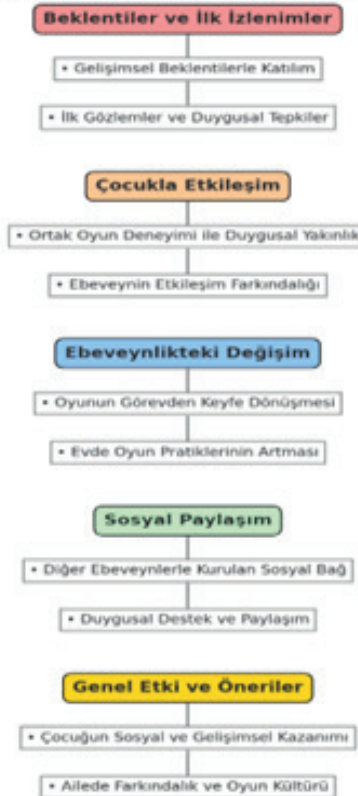 Beklentiler ve İlk İzlenimler
• Gelişimsel Beklentilerle Katılım
• İlk Gözlemler ve Duygusal Tepkiler
Çocukla Etkileşim
• Ortak Oyun Deneyimi ile Duygusal Yakınlık
• Ebeveynin Etkileşim Farkındalığı
Ebeveynlikteki Değişim
• Oyunun Görevden Keyfe Dönüşmesi
• Evde Oyun Pratiklerinin Artması
Sosyal Paylaşım
• Diğer Ebeveynlerle Kurulan Sosyal Bağ
• Duygusal Destek ve Paylaşım
Genel Etki ve Öneriler
• Çocuğun Sosyal ve Gelişimsel Kazanımı
• Ailede Farkındalık ve Oyun Kültürü